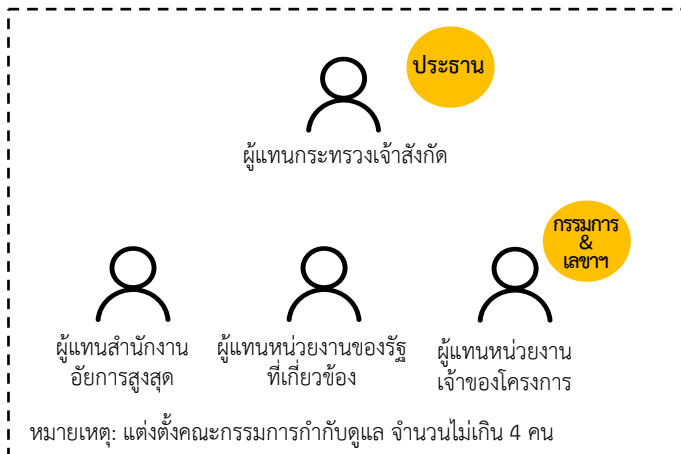 ประธาน
ผู้แทนกระทรวงเจ้าสังกัด
กรรมการ
&
เลขาฯ
ผู้แทนสำนักงาน
อัยการสูงสุด
ผู้แทนหน่วยงานของรัฐ
ที่เกี่ยวข้อง
ผู้แทนหน่วยงาน
เจ้าของโครงการ
หมายเหตุ: แต่งตั้งคณะกรรมการกำกับดูแล จำนวนไม่เกิน 4 คน